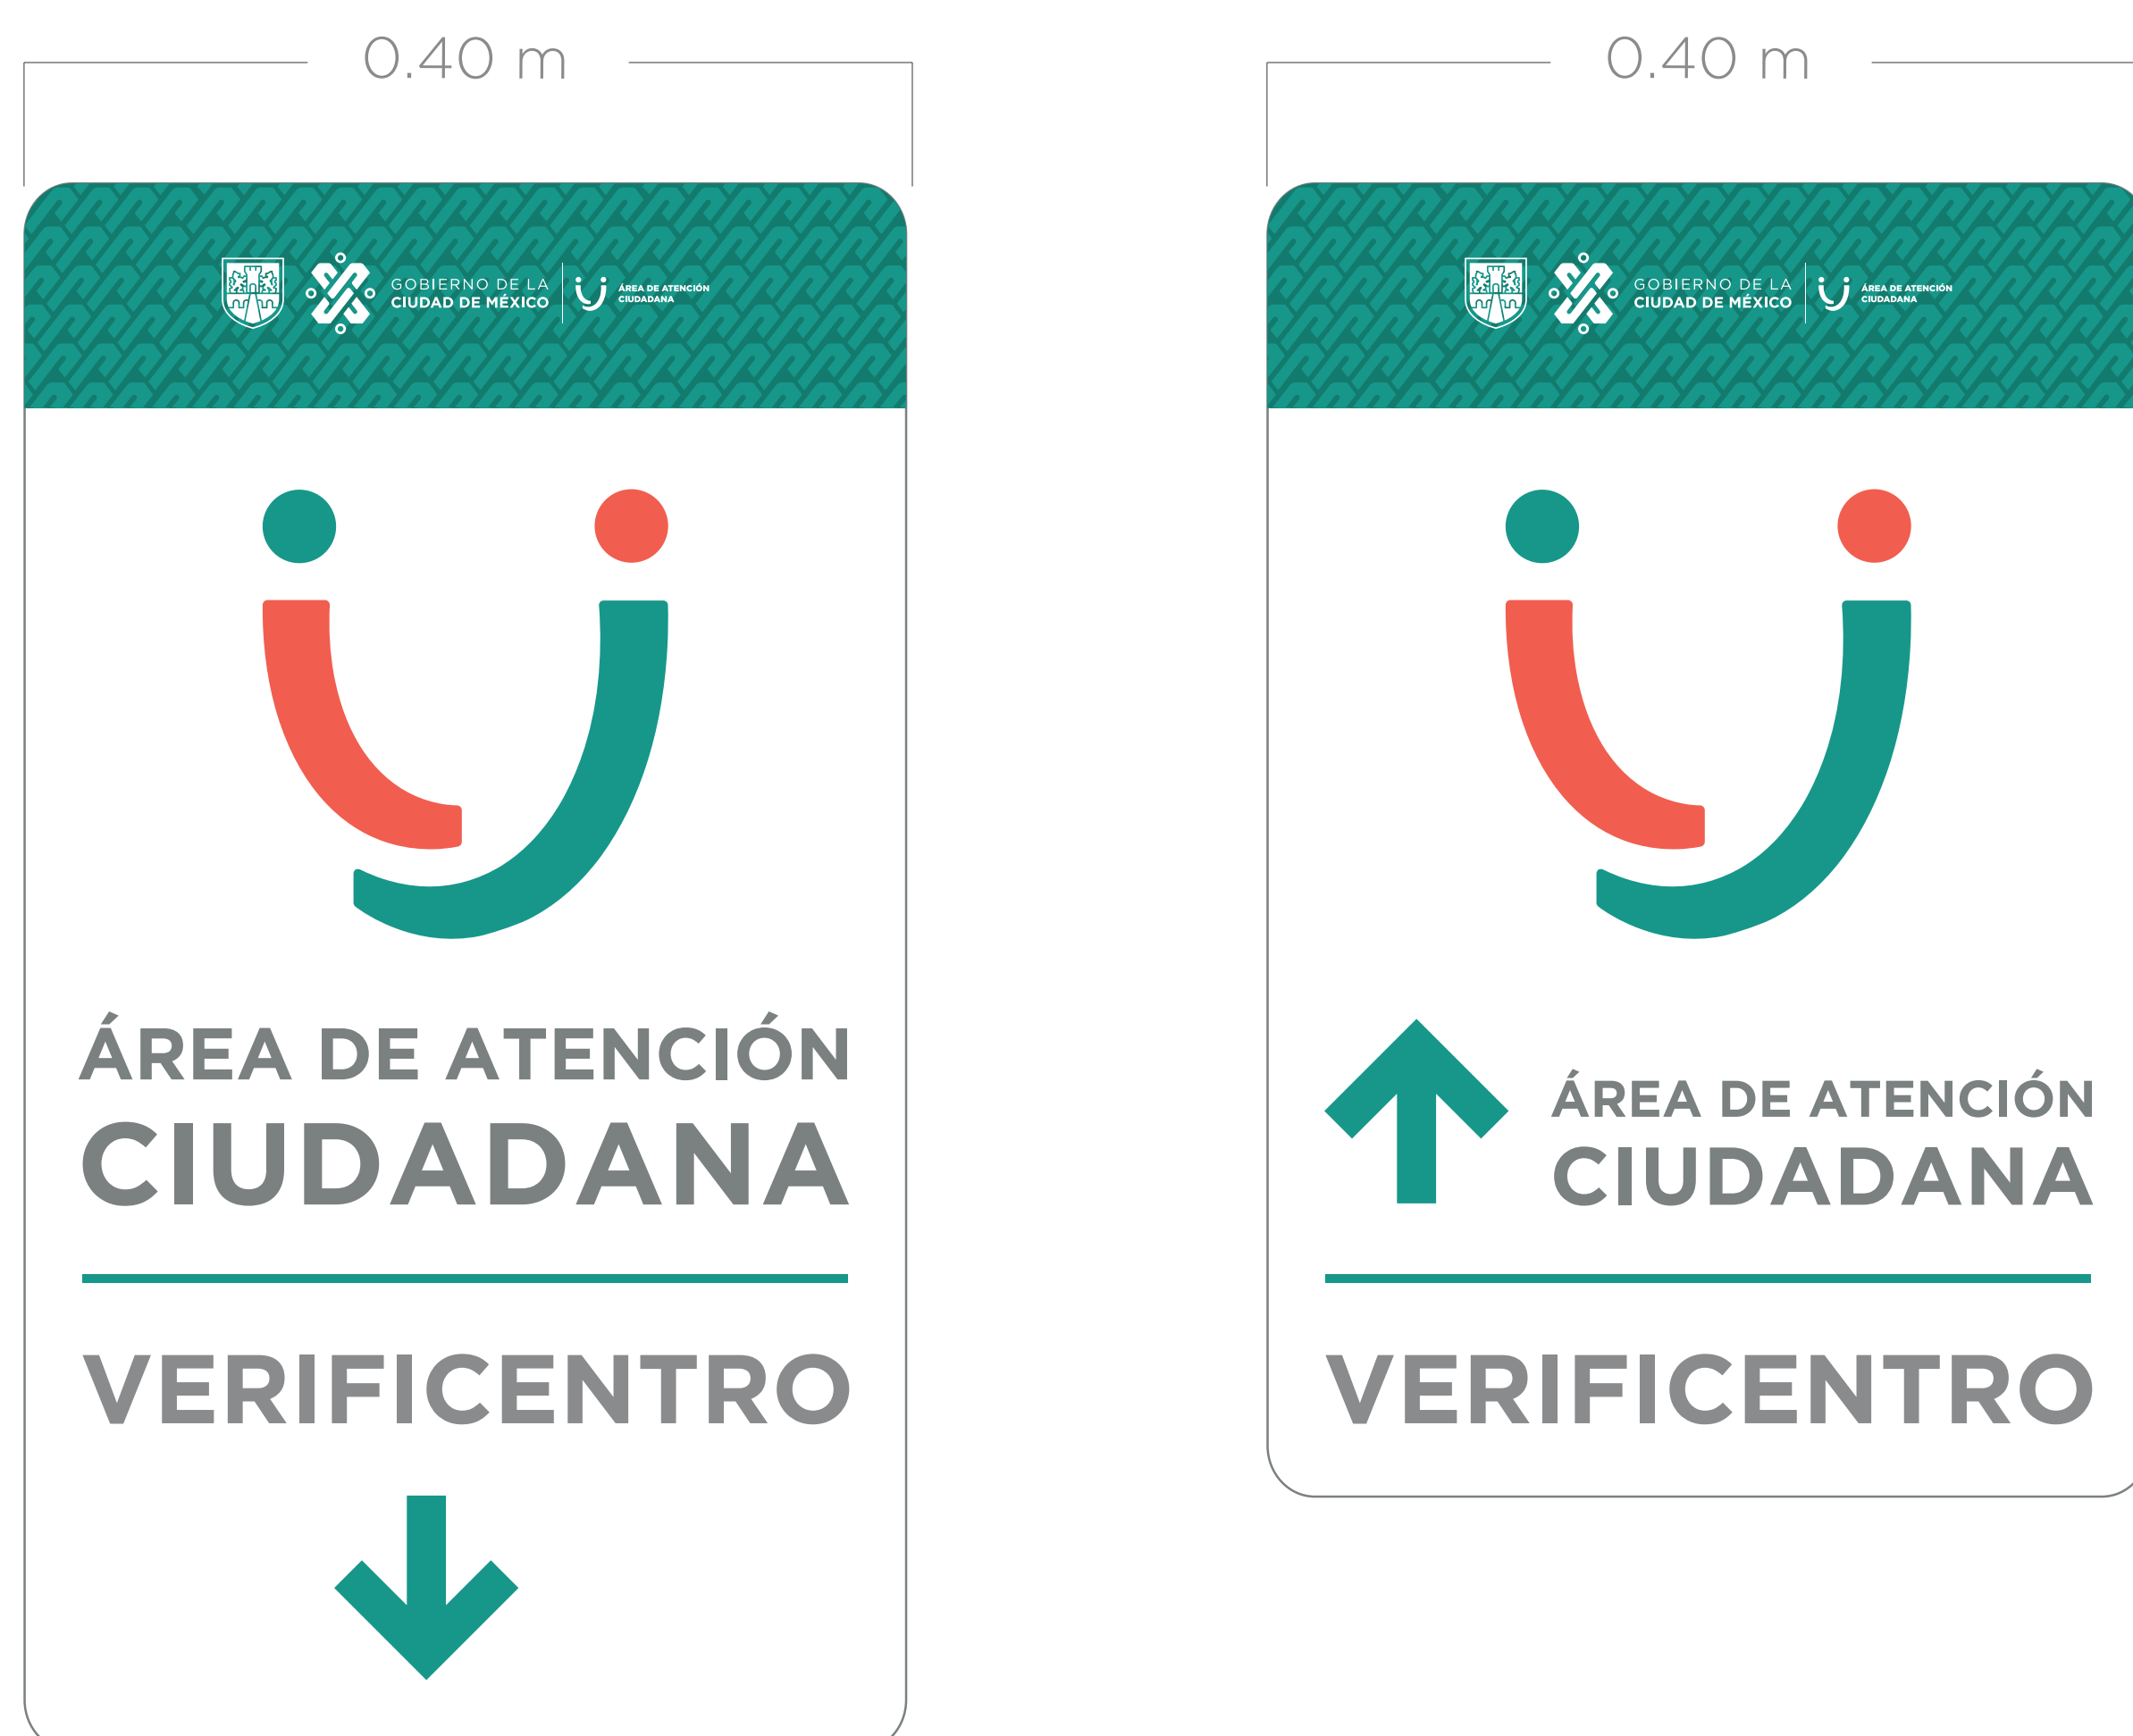 0.40 m
GOBIERNO DE LA
CIUDAD DE MÉXICO
ÁREA DE ATENCIÓN
CIUDADANA
ÁREA DE ATENCIÓN
CIUDADANA
VERIFICENTRO
0.40 m
GOBIERNO DE LA
CIUDAD DE MÉXICO
ÁREA DE ATENCIÓN
CIUDADANA
ÁREA DE ATENCIÓN
CIUDADANA
VERIFICENTRO